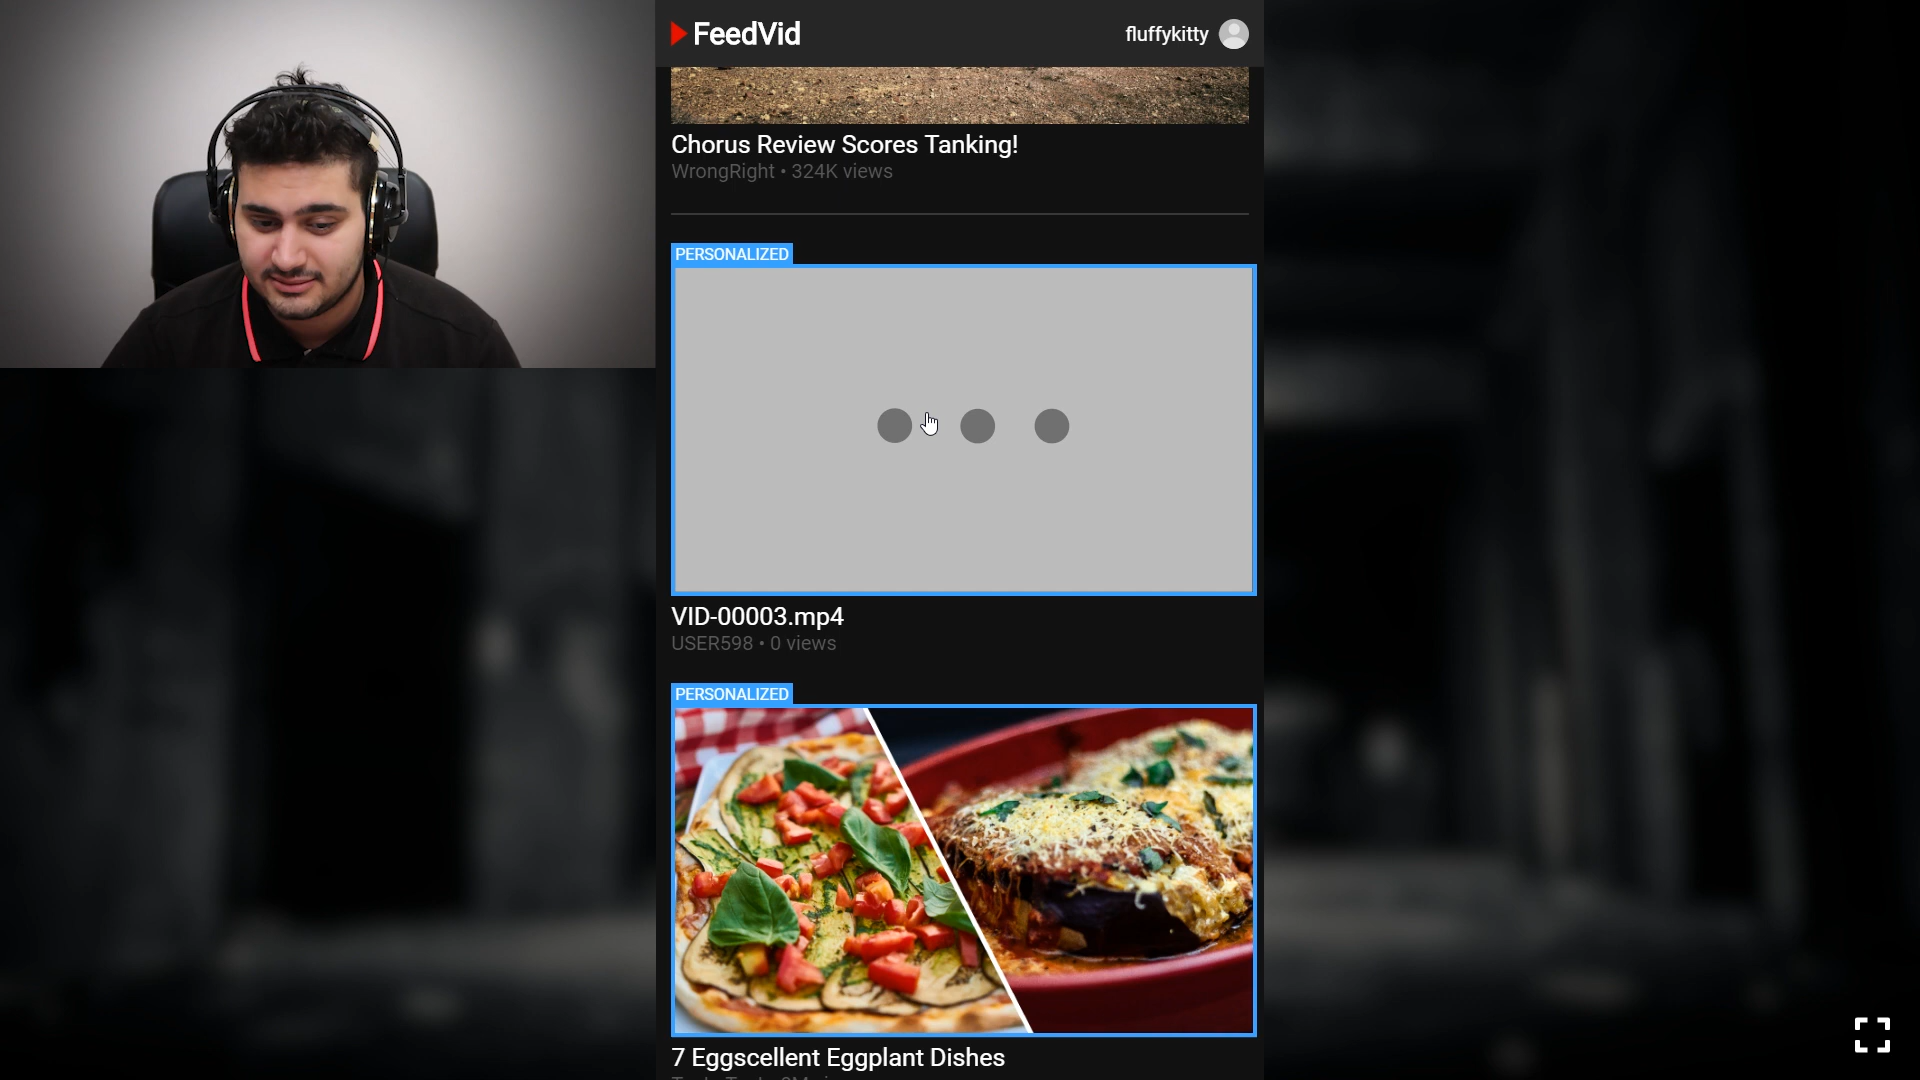 FeedVid
fluffykitty
Chorus Review Scores Tanking!
WrongRight • 324K views
PERSONALIZED
VID-00003.mp4
USER598 • 0 views
PERSONALIZED
7 Eggscellent Eggplant Dishes